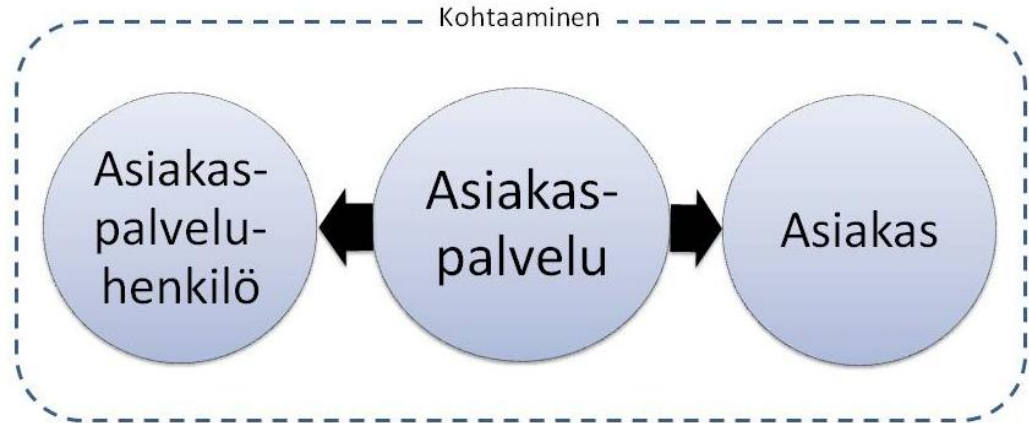 Kohtaaminen
Asiakas-
palvelu-
henkilö
Asiakas-
palvelu
Asiakas